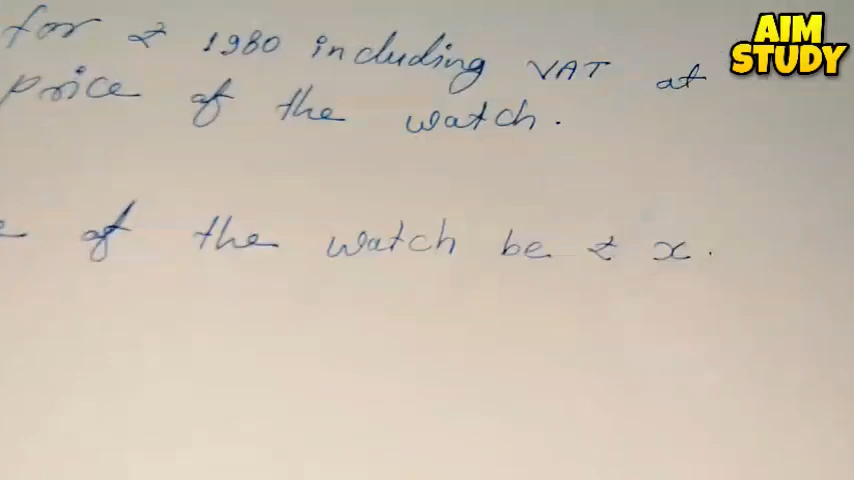 for ₹ 1980 including VAT at
price of the watch.
of the watch be ₹ x.
AIM
STUDY